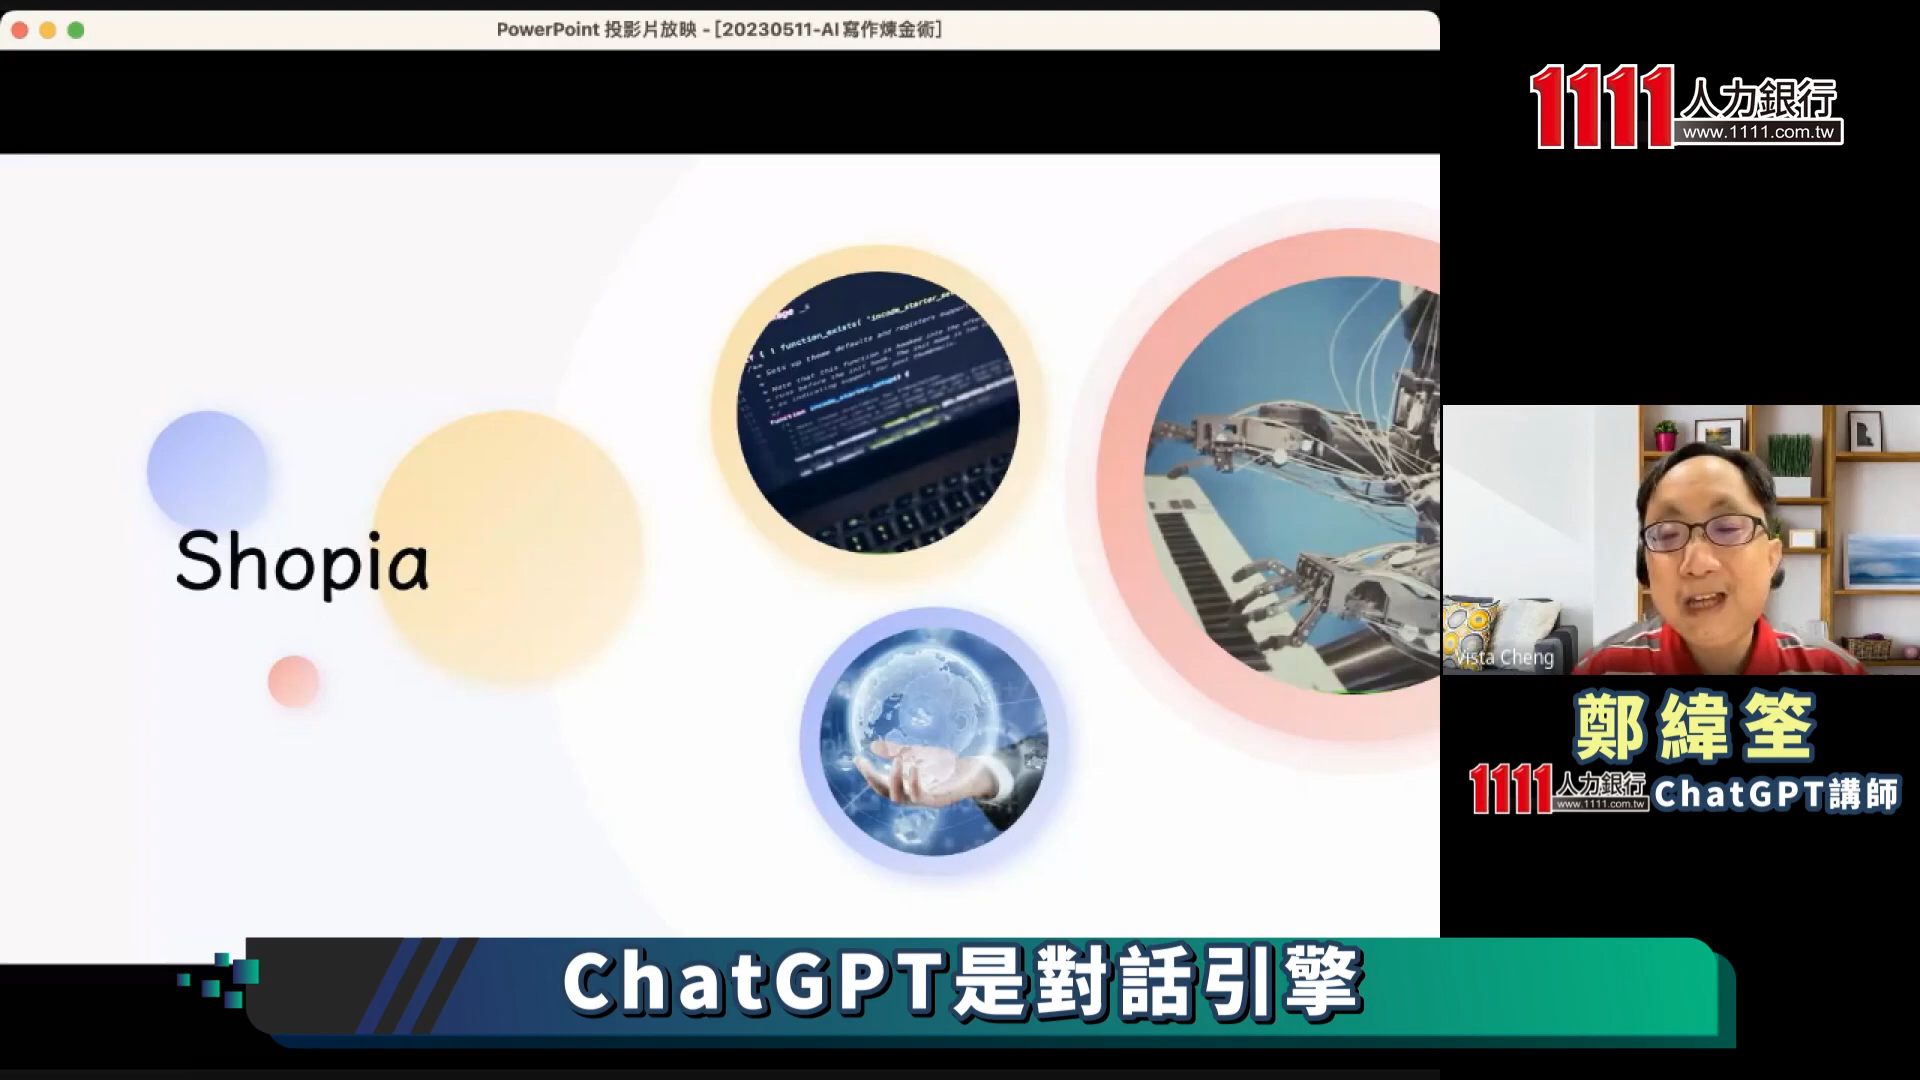 PowerPoint 投影片放映 - [20230511-AI寫作煉金術]
1111人力銀行
www.1111.com.tw
Shopia
function_exists(
Vista Cheng
鄭緯筌
1111人力銀行
www.1111.com.tw
ChatGPT講師
ChatGPT是對話引擎